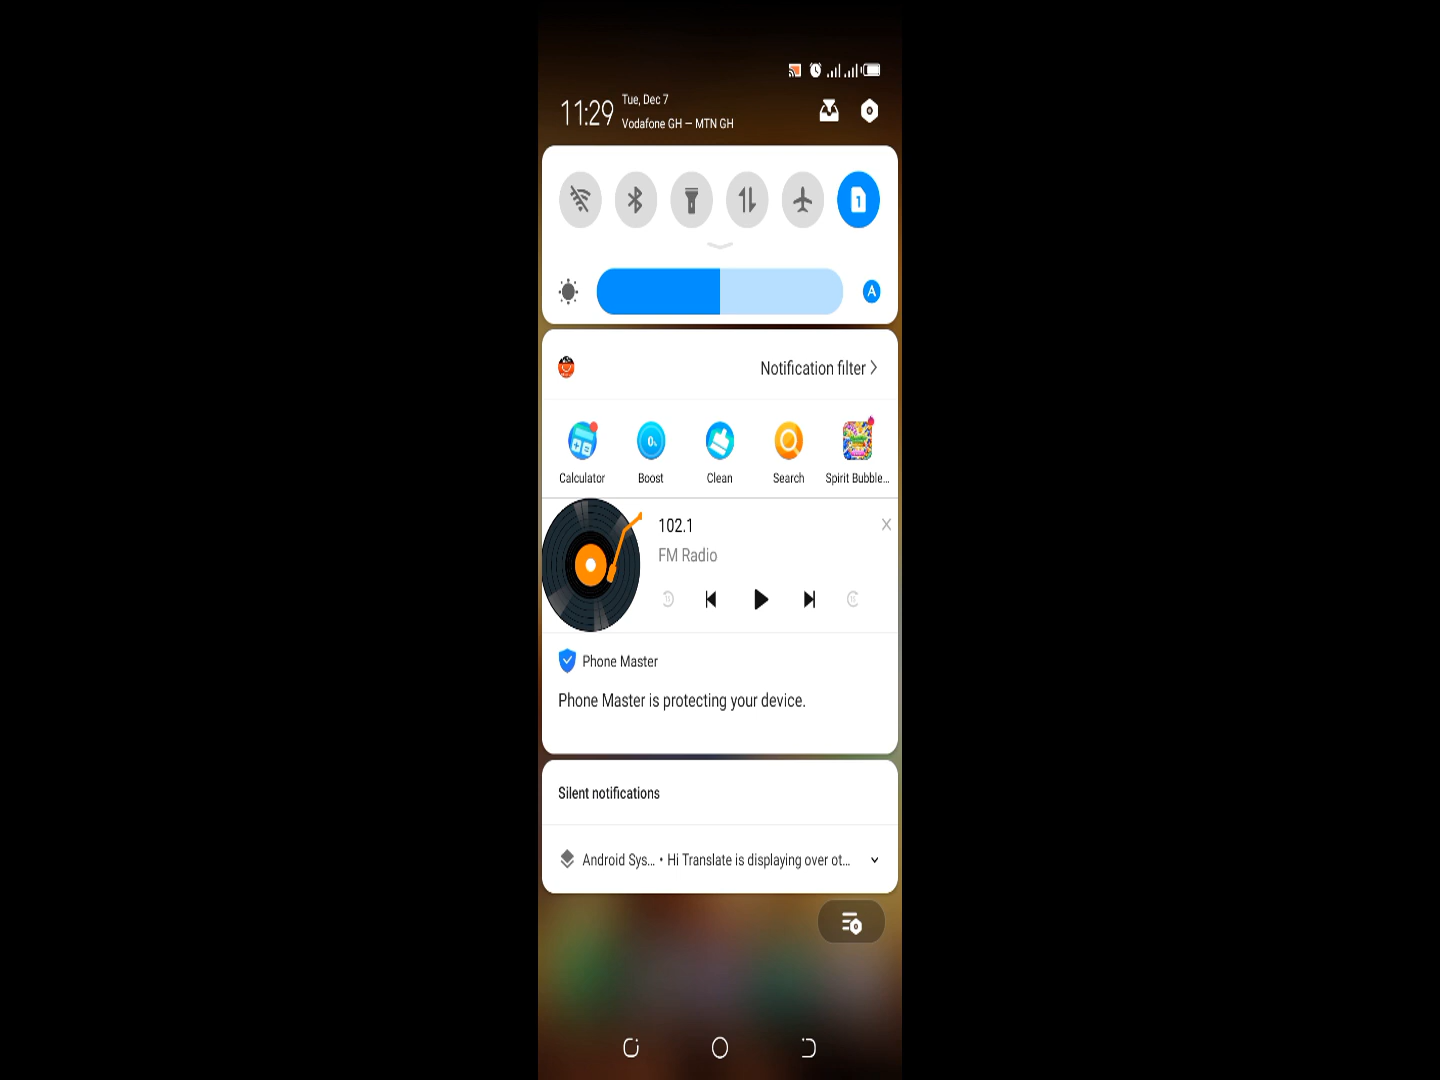 11:29
Tue, Dec 7
Vodafone GH — MTN GH
1
A
Notification filter
0%
Calculator
Boost
Clean
Search
Spirit Bubble...
102.1
FM Radio
Phone Master
Phone Master is protecting your device.
Silent notifications
Android Sys... • Hi Translate is displaying over ot...